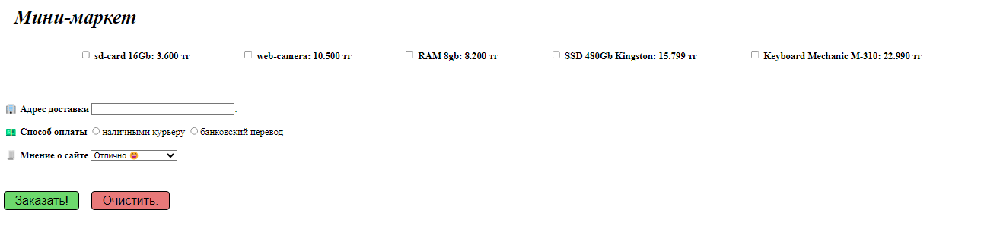 Мини-маркет
sd-card 16Gb: 3.600 тг web-camera: 10.500 тг RAM 8gb: 8.200 тг SSD 480Gb Kingston: 15.799 тг Keyboard Mechanic M-310: 22.990 тг
🏢 Адрес доставки .
💵 Способ оплаты наличными курьеру банковский перевод
🧾 Мнение о сайте Отлично 🤩
Заказать! Очистить.